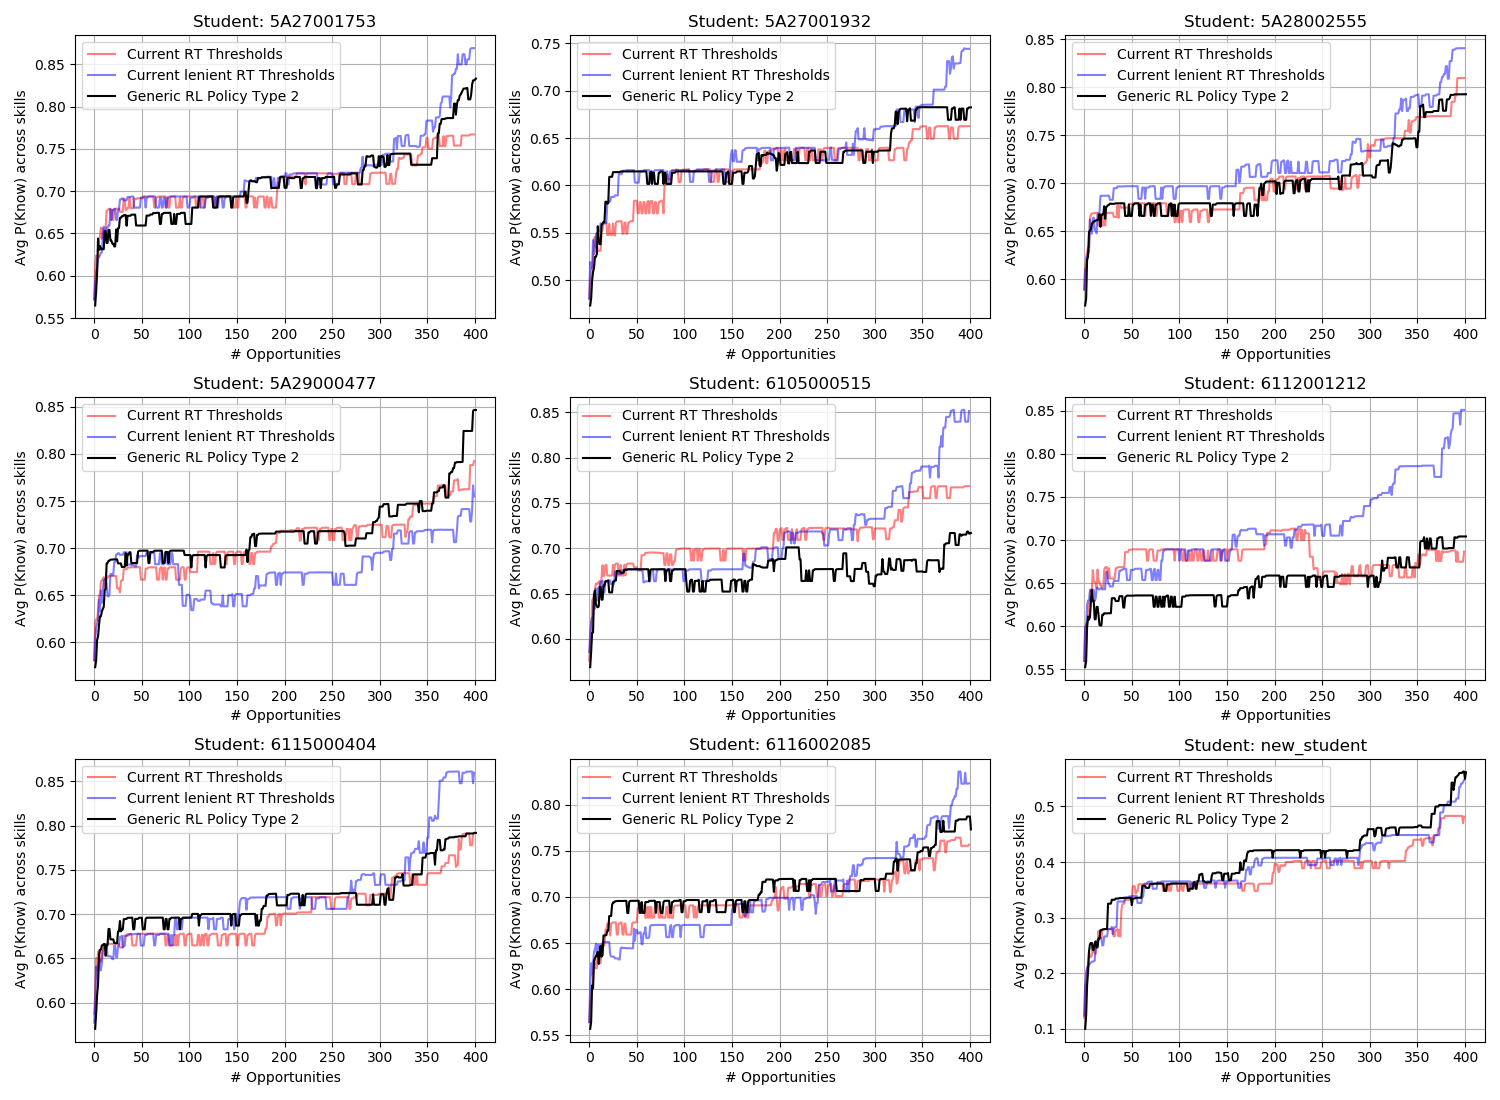 Student: 5A27001753
Avg P(Know) across skills
0.85
0.80
0.75
0.70
0.65
0.60
0.55
Current RT Thresholds
Current lenient RT Thresholds
Generic RL Policy Type 2
0 50 100 150 200 250 300 350 400
# Opportunities
Student: 5A27001932
Avg P(Know) across skills
0.75
0.70
0.65
0.60
0.55
0.50
Current RT Thresholds
Current lenient RT Thresholds
Generic RL Policy Type 2
0 50 100 150 200 250 300 350 400
# Opportunities
Student: 5A28002555
Avg P(Know) across skills
0.85
0.80
0.75
0.70
0.65
0.60
Current RT Thresholds
Current lenient RT Thresholds
Generic RL Policy Type 2
0 50 100 150 200 250 300 350 400
# Opportunities
Student: 5A29000477
Avg P(Know) across skills
0.85
0.80
0.75
0.70
0.65
0.60
Current RT Thresholds
Current lenient RT Thresholds
Generic RL Policy Type 2
0 50 100 150 200 250 300 350 400
# Opportunities
Student: 6105000515
Avg P(Know) across skills
0.85
0.80
0.75
0.70
0.65
0.60
Current RT Thresholds
Current lenient RT Thresholds
Generic RL Policy Type 2
0 50 100 150 200 250 300 350 400
# Opportunities
Student: 6112001212
Avg P(Know) across skills
0.85
0.80
0.75
0.70
0.65
0.60
0.55
Current RT Thresholds
Current lenient RT Thresholds
Generic RL Policy Type 2
0 50 100 150 200 250 300 350 400
# Opportunities
Student: 6115000404
Avg P(Know) across skills
0.85
0.80
0.75
0.70
0.65
0.60
Current RT Thresholds
Current lenient RT Thresholds
Generic RL Policy Type 2
0 50 100 150 200 250 300 350 400
# Opportunities
Student: 6116002085
Avg P(Know) across skills
0.80
0.75
0.70
0.65
0.60
0.55
Current RT Thresholds
Current lenient RT Thresholds
Generic RL Policy Type 2
0 50 100 150 200 250 300 350 400
# Opportunities
Student: new_student
Avg P(Know) across skills
0.5
0.4
0.3
0.2
0.1
Current RT Thresholds
Current lenient RT Thresholds
Generic RL Policy Type 2
0 50 100 150 200 250 300 350 400
# Opportunities